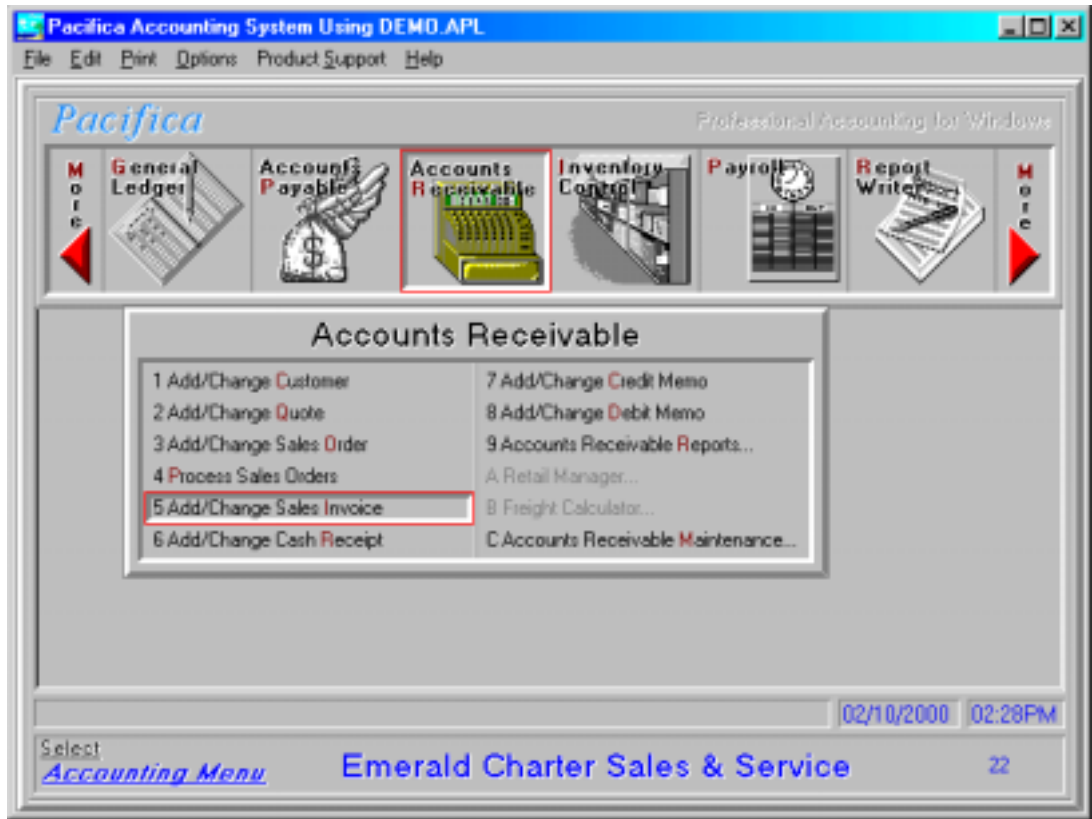 Pacifica Accounting System Using DEMO.APL
File Edit Print Options Product Support Help
Pacifica
Professional Accounting for Windows
More
General
Ledger
Accounts
Payable
Accounts
Receivable
Inventory
Control
Payroll
Report
Writer
More
Accounts Receivable
1 Add/Change Customer
2 Add/Change Quote
3 Add/Change Sales Order
4 Process Sales Orders
5 Add/Change Sales Invoice
6 Add/Change Cash Receipt
7 Add/Change Credit Memo
8 Add/Change Debit Memo
9 Accounts Receivable Reports...
A Retail Manager...
B Freight Calculator...
C Accounts Receivable Maintenance...
02/10/2000 02:28PM
Select
Accounting Menu
Emerald Charter Sales & Service
22